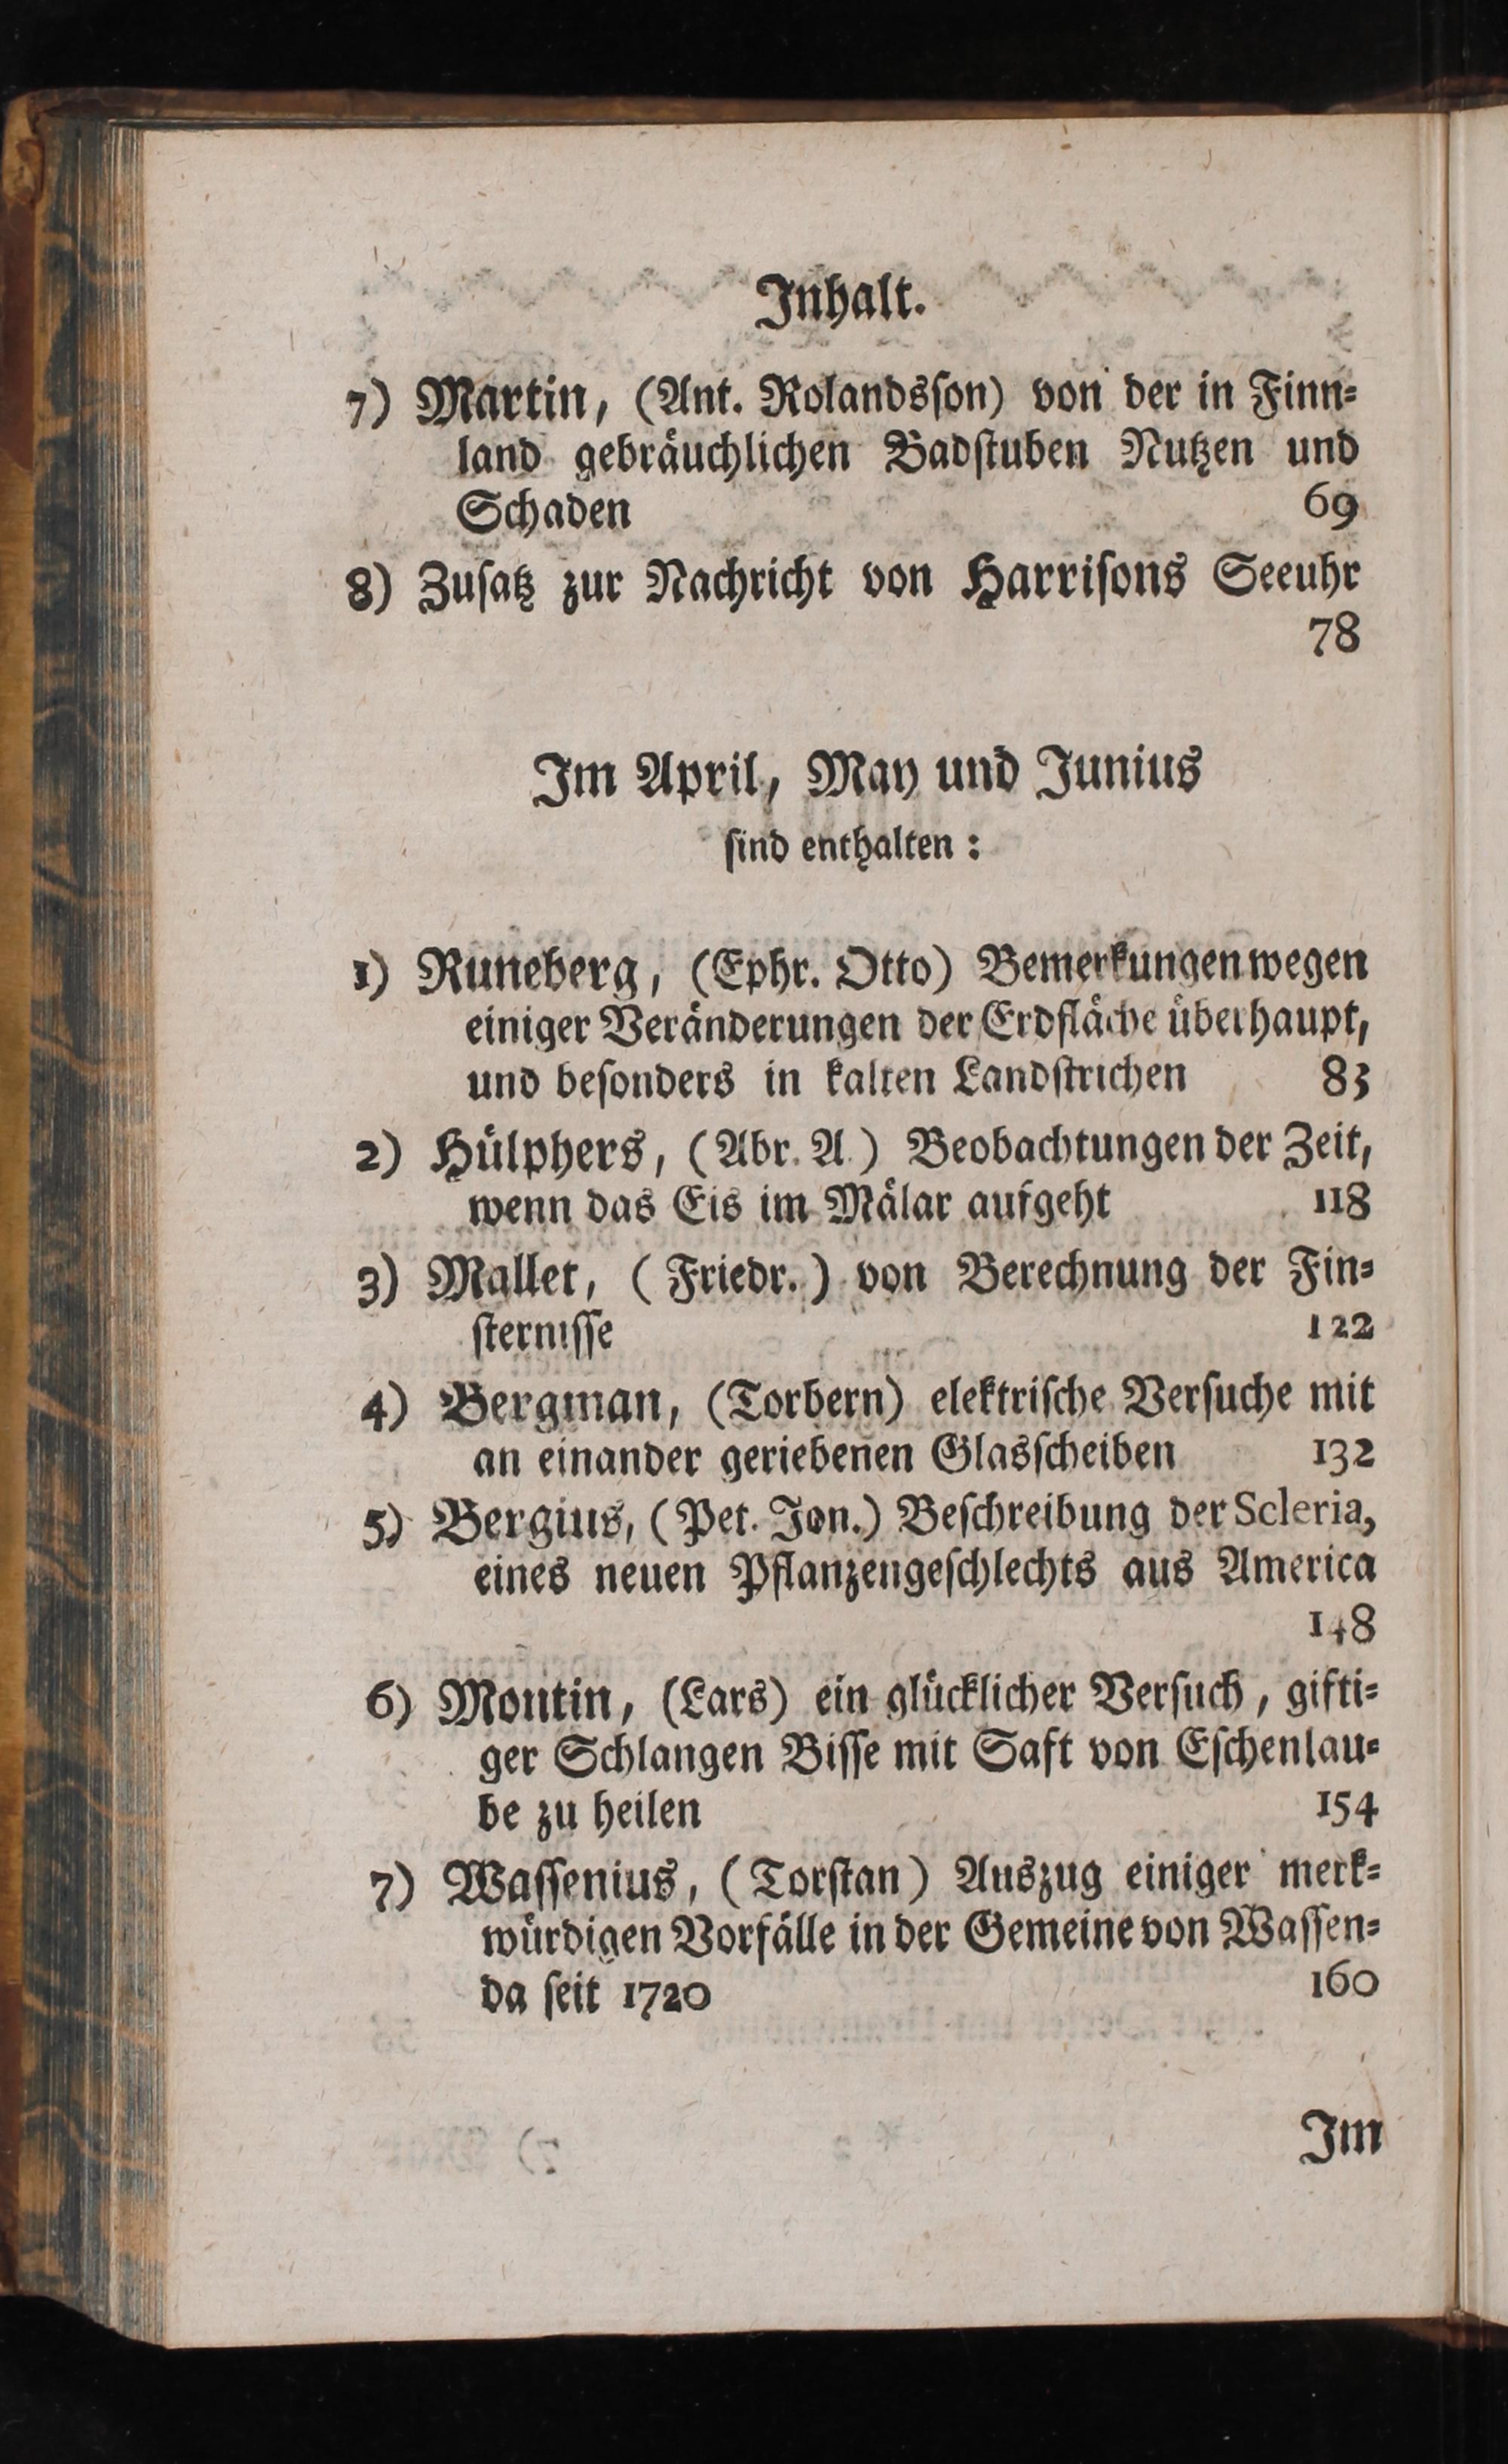 Inhalt.
7) Martin, (Ant. Rolandsſon) von der in Finn⸗
land gebräuchlichen Badſtuben Nutzen und
Schaden 69
8) Zuſatz zur Nachricht von Harriſons Seeuhr
78
Im April, May und Junius
ſind enthalten:
1) Runeberg, (Ephr. Otto) Bemerkungen wegen
einiger Veränderungen der Erdfläche überhaupt,
und beſonders in kalten Landſtrichen 83
2) Hülphers, (Abr. A.) Beobachtungen der Zeit,
wenn das Eis im Mälar aufgeht 118
3) Mallet, (Friedr.) von Berechnung der Fin⸗
ſterniſſe 122
4) Bergman, (Torbern) elektriſche Verſuche mit
an einander geriebenen Glasſcheiben 132
5) Bergius, (Pet. Jon.) Beſchreibung der Scleria,
eines neuen Pflanzengeſchlechts aus America
148
6) Montin, (Lars) ein glücklicher Verſuch, gifti⸗
ger Schlangen Biſſe mit Saft von Eſchenlau⸗
be zu heilen 154
7) Waſſenius, (Torſtan) Auszug einiger merk⸗
würdigen Vorfälle in der Gemeine von Waſſen⸗
da ſeit 1720 160
Im